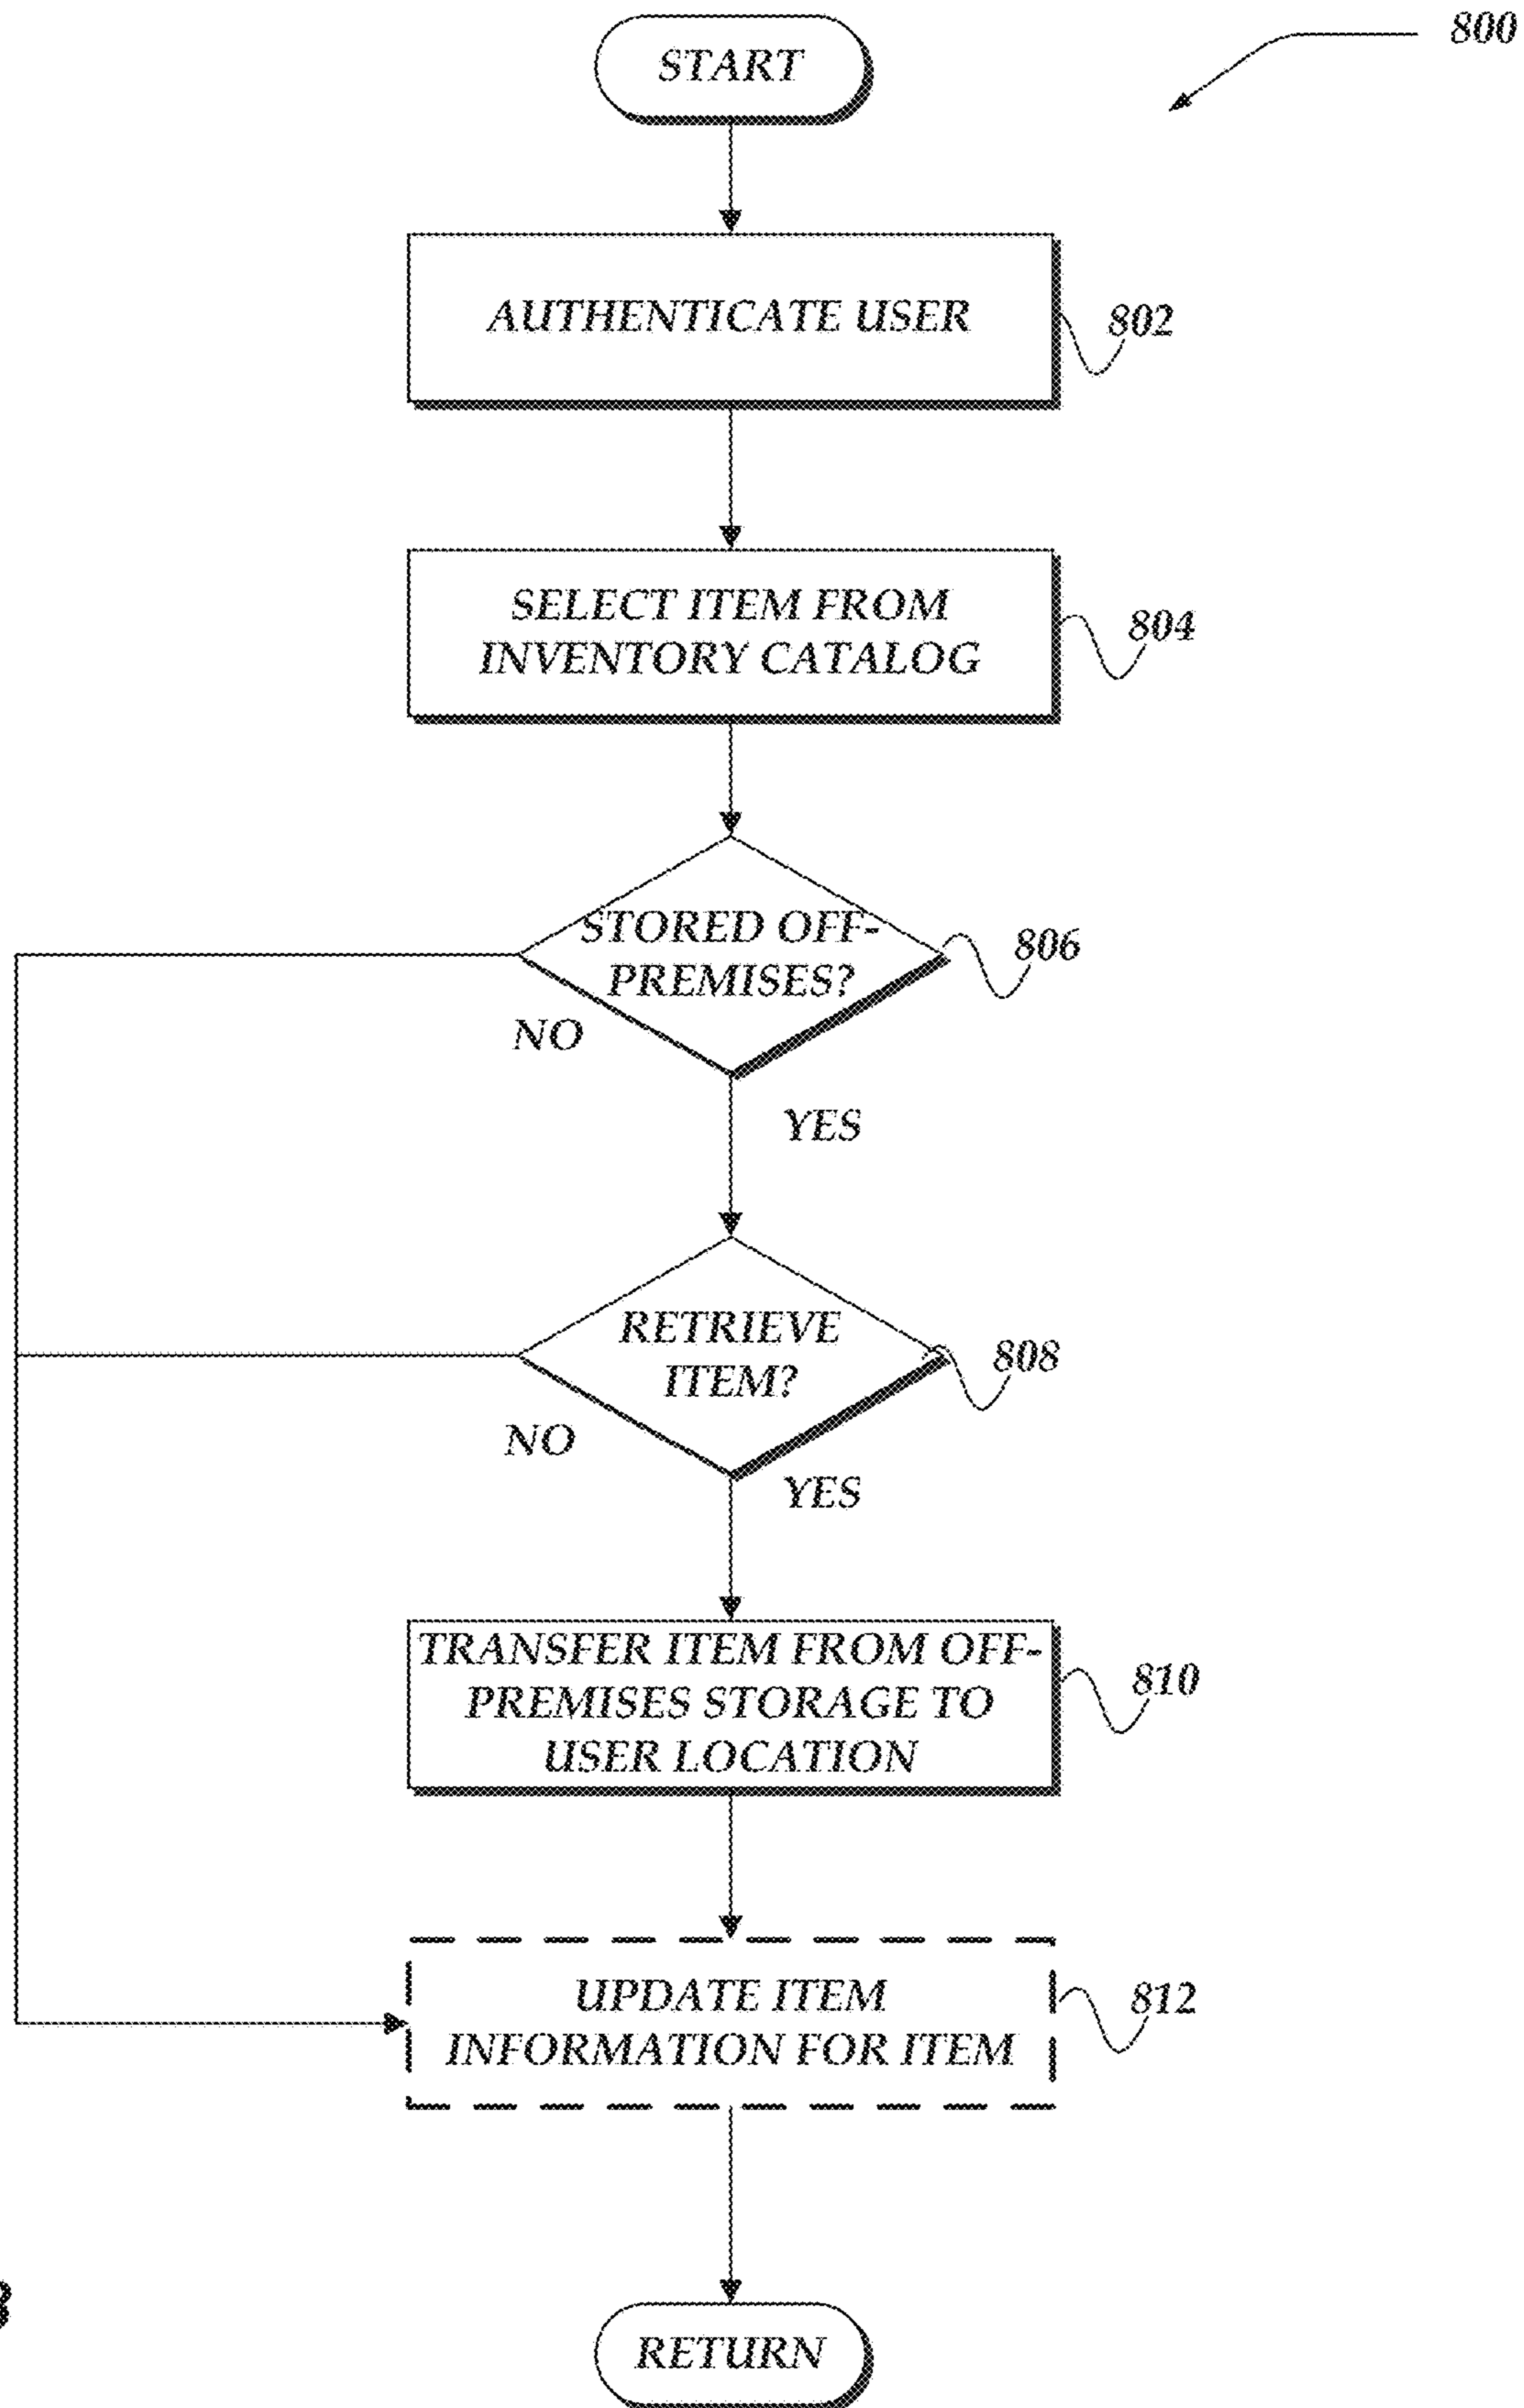 START
800
AUTHENTICATE USER
802
SELECT ITEM FROM
INVENTORY CATALOG
804
STORED OFF-
PREMISES?
806
NO
YES
RETRIEVE
ITEM?
808
NO
YES
TRANSFER ITEM FROM OFF-
PREMISES STORAGE TO
USER LOCATION
810
UPDATE ITEM
INFORMATION FOR ITEM
812
RETURN